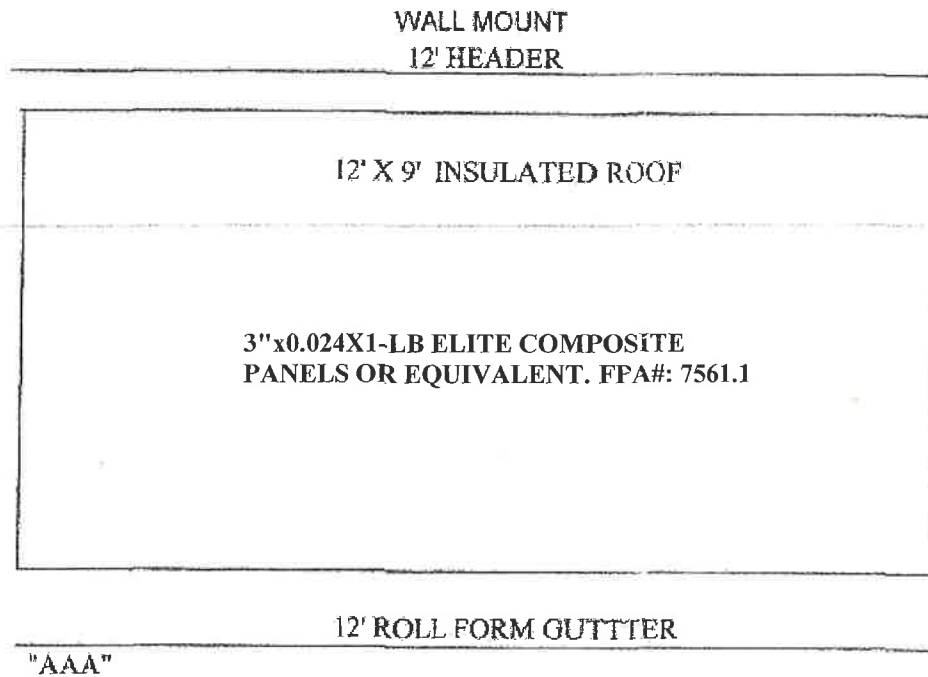 WALL MOUNT
12' HEADER
12' X 9' INSULATED ROOF
3"x0.024X1-LB ELITE COMPOSITE
PANELS OR EQUIVALENT. FPA#: 7561.1
12' ROLL FORM GUTTTER
"AAA"